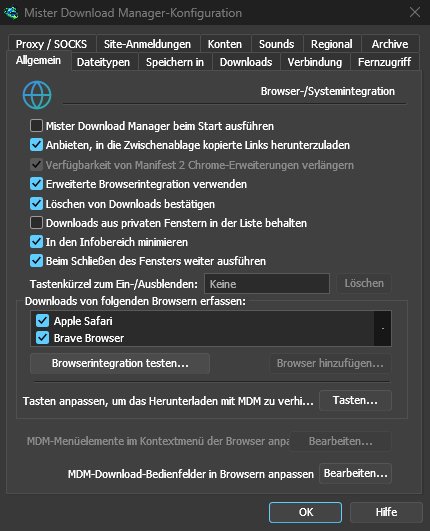 Mister Download Manager-Konfiguration
Proxy / SOCKS Site-Anmeldungen Konten Sounds Regional Archive
Allgemein Dateitypen Speichern in Downloads Verbindung Fernzugriff
Browser-/Systemintegration
Mister Download Manager beim Start ausführen
Anbieten, in die Zwischenablage kopierte Links herunterzuladen
Verfügbarkeit von Manifest 2 Chrome-Erweiterungen verlängern
Erweiterte Browserintegration verwenden
Löschen von Downloads bestätigen
Downloads aus privaten Fenstern in der Liste behalten
In den Infobereich minimieren
Beim Schließen des Fensters weiter ausführen
Tastenkürzel zum Ein-/Ausblenden: Keine Löschen
Downloads von folgenden Browsern erfassen:
Apple Safari
Brave Browser
Browserintegration testen... Browser hinzufügen...
Tasten anpassen, um das Herunterladen mit MDM zu verhi... Tasten...
MDM-Menüelemente im Kontextmenü der Browser anpa Bearbeiten...
MDM-Download-Bedienfelder in Browsern anpassen Bearbeiten...
OK Hilfe